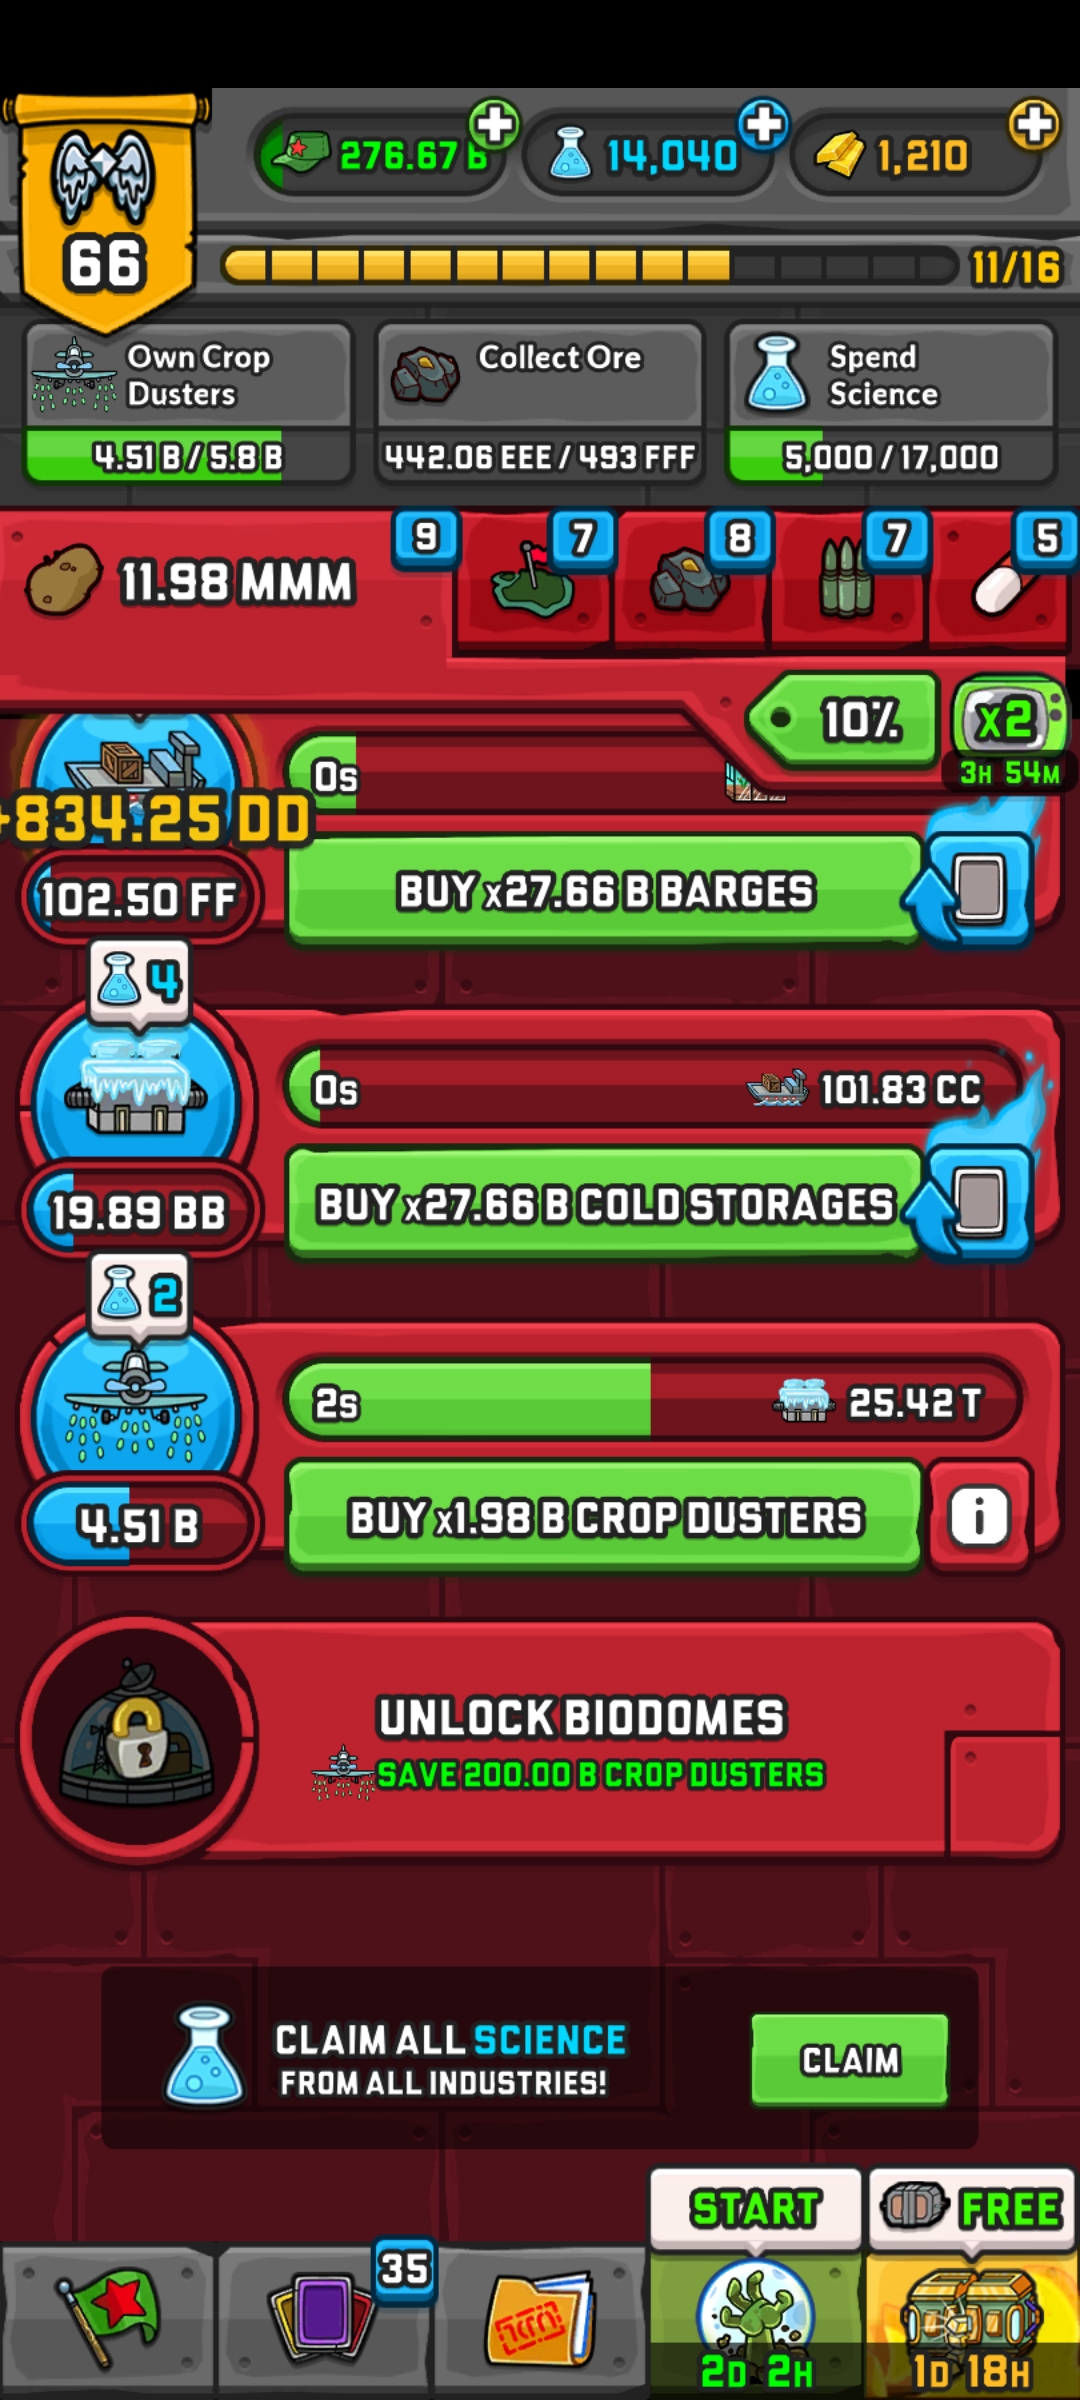 276.67 B
14,040
1,210
66
11/16
Own Crop
Dusters
4.51 B / 5.8 B
Collect Ore
442.06 EEE / 493 FFF
Spend
Science
5,000 / 17,000
11.98 MMM
9
7
8
7
5
10%
x2
3H 54M
0s
+834.25 DD
102.50 FF
BUY x27.66 B BARGES
4
0s
101.83 CC
19.89 BB
BUY x27.66 B COLD STORAGES
2
2s
25.42 T
4.51 B
BUY x1.98 B CROP DUSTERS
i
UNLOCK BIODOMES
SAVE 200.00 B CROP DUSTERS
CLAIM ALL SCIENCE
FROM ALL INDUSTRIES!
CLAIM
START
FREE
35
2D 2H
1D 18H